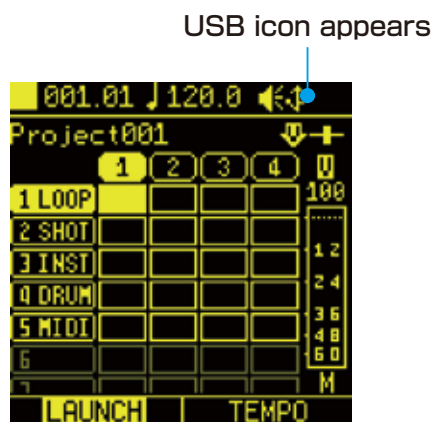 USB icon appears
001.01 120.0
Project001
1 2 3 4
100
1 LOOP
2 SHOT
3 INST
4 DRUM
5 MIDI
6
7
12
24
36
48
60
M
LAUNCH TEMPO